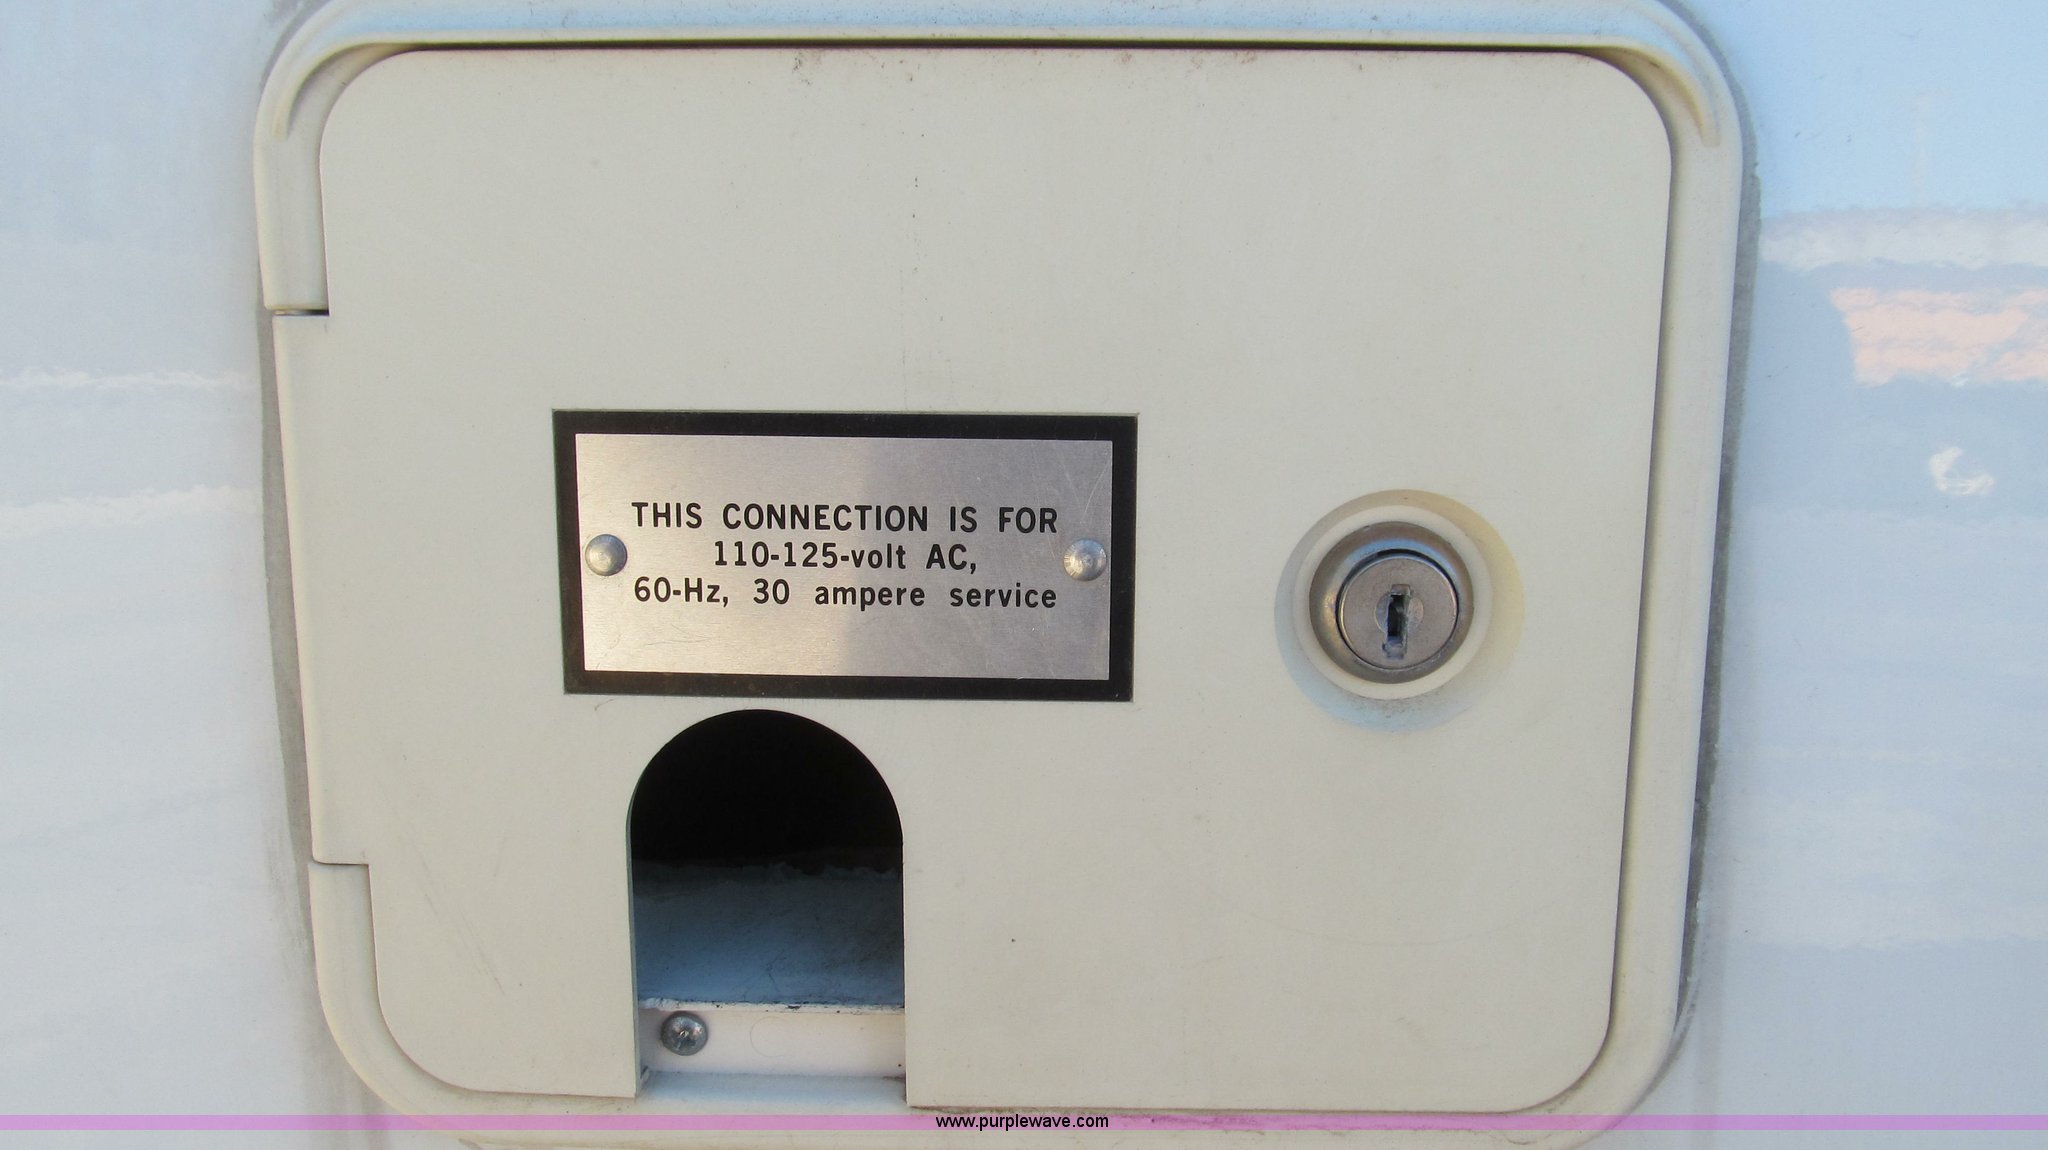 THIS CONNECTION IS FOR
110-125-volt AC,
60-Hz, 30 ampere service
www.purplewave.com